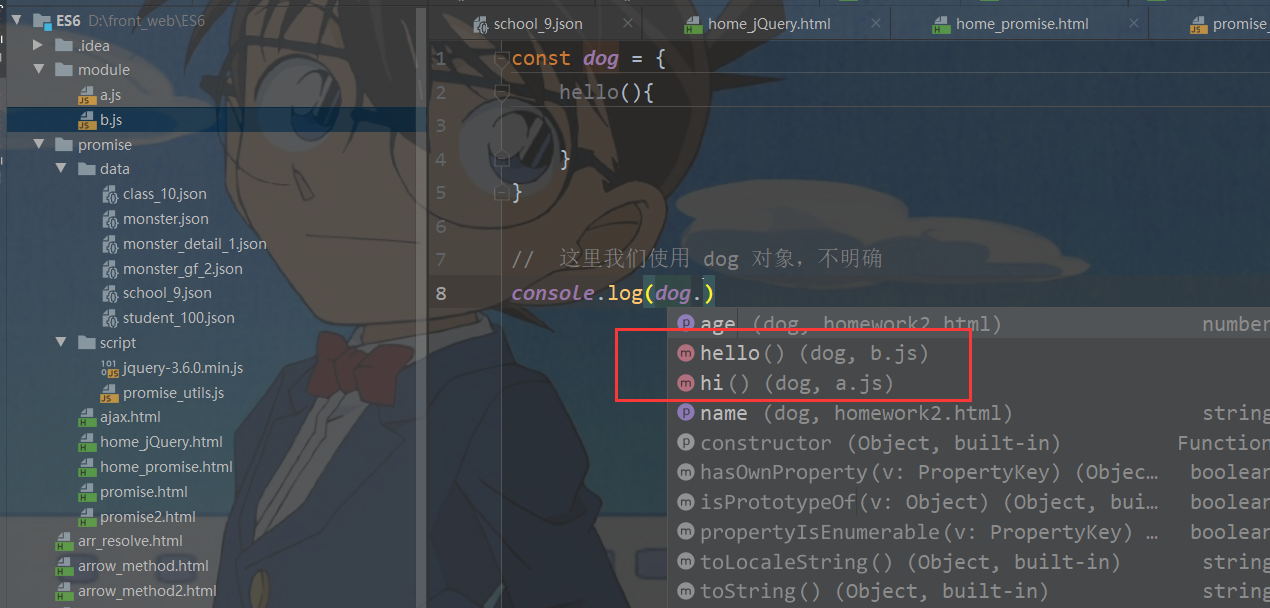 ES6 D:\front_web\ES6
.idea
module
a.js
b.js
promise
data
class_10.json
monster.json
monster_detail_1.json
monster_gf_2.json
school_9.json
student_100.json
script
jquery-3.6.0.min.js
promise_utils.js
ajax.html
home_jQuery.html
home_promise.html
promise.html
promise2.html
arr_resolve.html
arrow_method.html
arrow_method2.html
school_9.json home_jQuery.html home_promise.html promise_
1 const dog = {
2 hello(){
3
4 }
5 }
6
7 // 这里我们使用 dog 对象，不明确
8 console.log(dog.)
age (dog, homework2.html) number
hello() (dog, b.js)
hi() (dog, a.js)
name (dog, homework2.html) string
constructor (Object, built-in) Function
hasOwnProperty(v: PropertyKey) (Objec… boolean
isPrototypeOf(v: Object) (Object, bui… boolean
propertyIsEnumerable(v: PropertyKey) … boolean
toLocaleString() (Object, built-in) string
toString() (Object, built-in) string